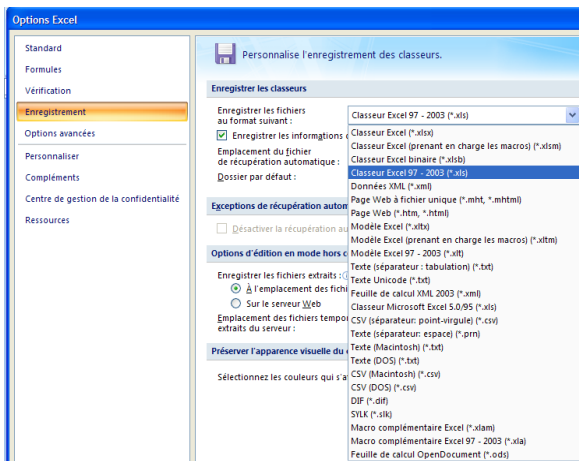 Options Excel
Standard
Formules
Vérification
Enregistrement
Options avancées
Personnaliser
Compléments
Centre de gestion de la confidentialité
Ressources
Personnalise l'enregistrement des classeurs.
Enregistrer les classeurs
Enregistrer les fichiers
au format suivant :
Classeur Excel 97 - 2003 (*.xls)
Enregistrer les informations
Emplacement du fichier
de récupération automatique :
Dossier par défaut :
Exceptions de récupération autom
Désactiver la récupération au
Options d'édition en mode hors c
Enregistrer les fichiers extraits :
À l'emplacement des fichi
Sur le serveur Web
Emplacement des fichiers tempor
extraits du serveur :
Préserver l'apparence visuelle du
Sélectionnez les couleurs qui s'a
Classeur Excel (*.xlsx)
Classeur Excel (prenant en charge les macros) (*.xlsm)
Classeur Excel binaire (*.xlsb)
Classeur Excel 97 - 2003 (*.xls)
Données XML (*.xml)
Page Web à fichier unique (*.mht, *.mhtml)
Page Web (*.htm, *.html)
Modèle Excel (*.xltx)
Modèle Excel (prenant en charge les macros) (*.xltm)
Modèle Excel 97 - 2003 (*.xlt)
Texte (séparateur : tabulation) (*.txt)
Texte Unicode (*.txt)
Feuille de calcul XML 2003 (*.xml)
Classeur Microsoft Excel 5.0/95 (*.xls)
CSV (séparateur: point-virgule) (*.csv)
Texte (séparateur: espace) (*.prn)
Texte (Macintosh) (*.txt)
Texte (DOS) (*.txt)
CSV (Macintosh) (*.csv)
CSV (DOS) (*.csv)
DIF (*.dif)
SYLK (*.slk)
Macro complémentaire Excel (*.xlam)
Macro complémentaire Excel 97 - 2003 (*.xla)
Feuille de calcul OpenDocument (*.ods)